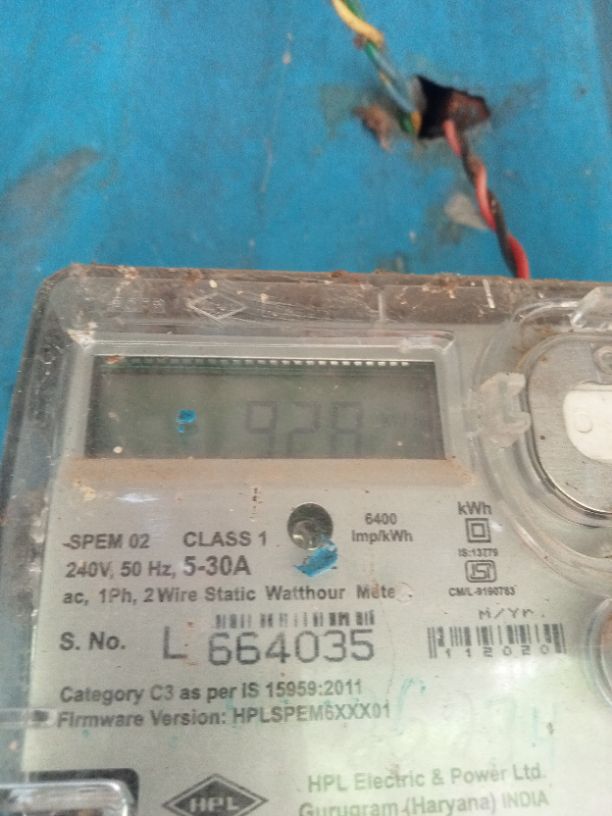 928
-SPEM 02 CLASS 1
6400
Imp/kWh
kWh
IS:13779
240V, 50 Hz, 5-30A
CM/L-9190783
ac, 1Ph, 2 Wire Static Watthour Mete
M/Yr.
S. No. L 664035
112020
Category C3 as per IS 15959:2011
Firmware Version: HPLSPEM6XXX01
HPL
HPL Electric & Power Ltd.
Gurugram (Haryana) INDIA